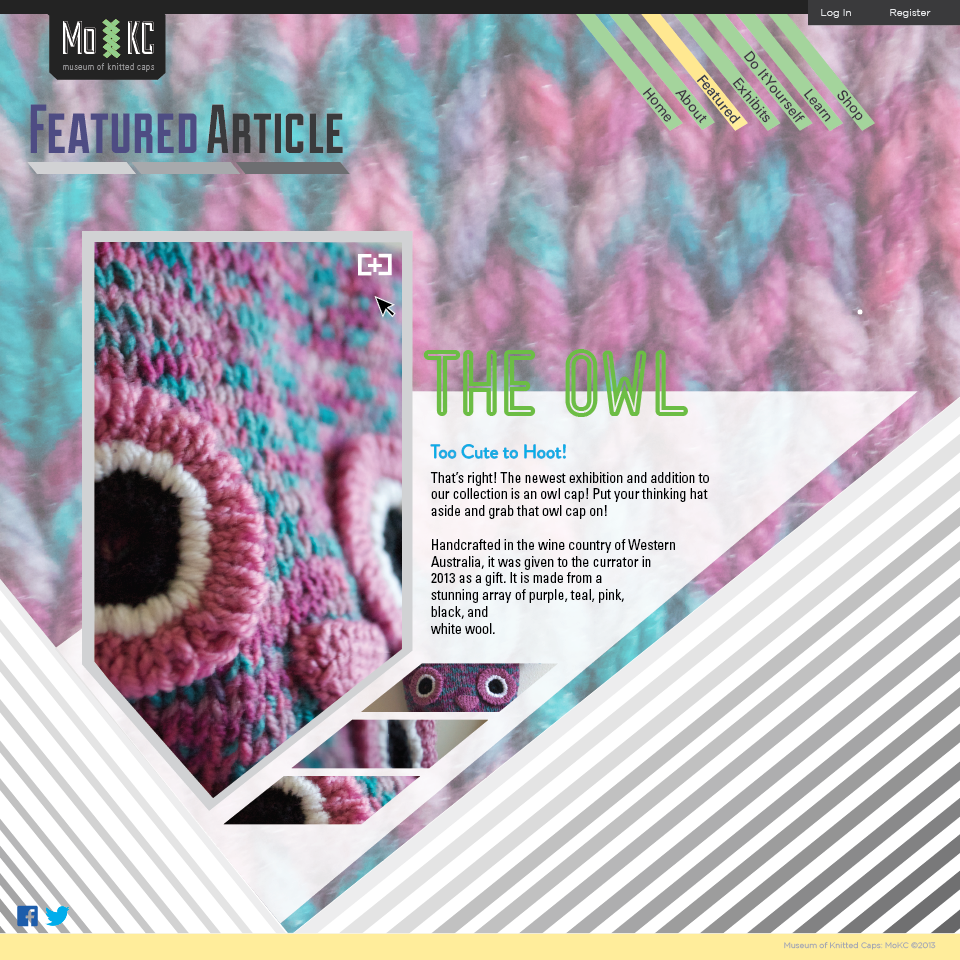 Log In Register
MoKC
museum of knitted caps
Home
About
Featured
Exhibits
Do ItYourself
Learn
Shop
FEATURED ARTICLE
THE OWL
Too Cute to Hoot!
That's right! The newest exhibition and addition to
our collection is an owl cap! Put your thinking hat
aside and grab that owl cap on!
Handcrafted in the wine country of Western
Australia, it was given to the currator in
2013 as a gift. It is made from a
stunning array of purple, teal, pink,
black, and
white wool.
Museum of Knitted Caps: MoKC ©2013